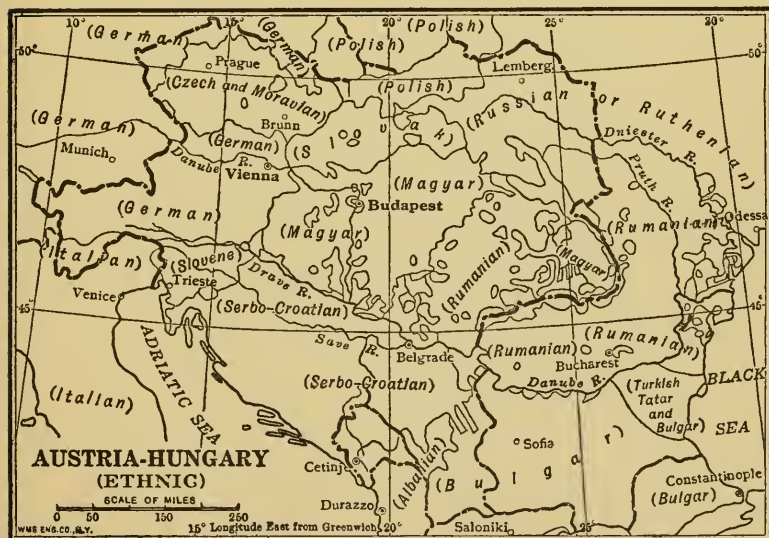 10°
15°
20°
25°
30°
50°
(German)
(German)
(Polish)
(Polish)
50°
Prague
(Polish)
Lemberg
(Czech and Moravian)
(Russian or Ruthenian)
(German)
Brunn
(Slovak)
Dniester R.
Munich
(German)
Danube R.
Vienna
Pruth R.
(Magyar)
Budapest
(German)
(Magyar)
(Rumanian)
Odessa
(Italian)
(Slovene)
Drave R.
(Rumanian)
(Magyar)
Trieste
Venice
45°
(Serbo-Croatian)
45°
Save R.
Belgrade
(Rumanian)
(Rumanian)
Bucharest
ADRIATIC SEA
(Serbo-Croatian)
Danube R.
(Italian)
(Turkish
Tatar
and
Bulgar)
BLACK
SEA
AUSTRIA-HUNGARY
(ETHNIC)
SCALE OF MILES
0 50 150 250
Cetinje
(Albanian)
Sofia
(Bulgar)
Constantinople
(Bulgar)
Durazzo
Saloniki
WMS ENG.CO., N.Y.
15° Longitude East from Greenwich
20°
25°